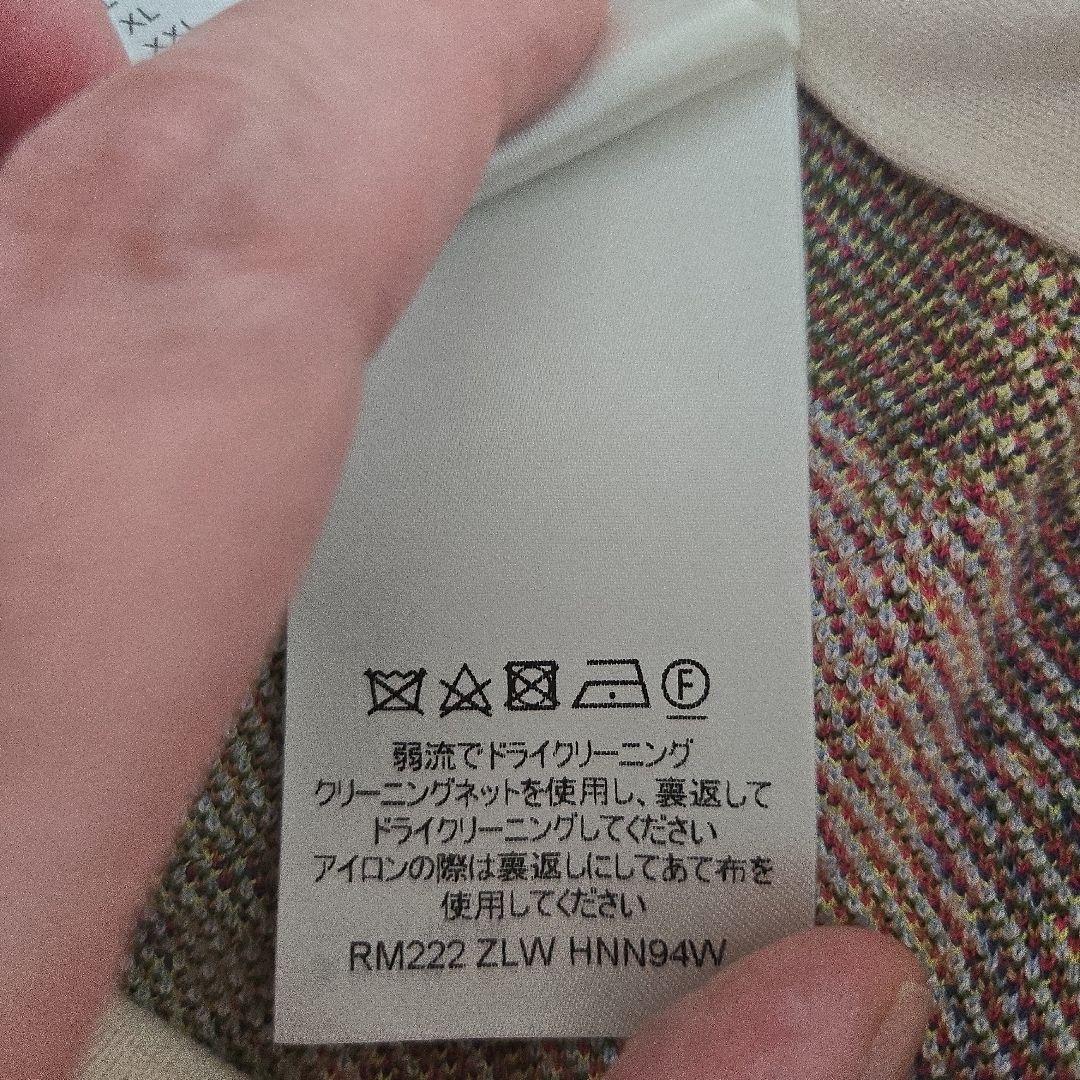 XL
XXL
F
弱流でドライクリーニング
クリーニングネットを使用し、裏返して
ドライクリーニングしてください
アイロンの際は裏返しにしてあて布を
使用してください
RM222 ZLW HNN94W